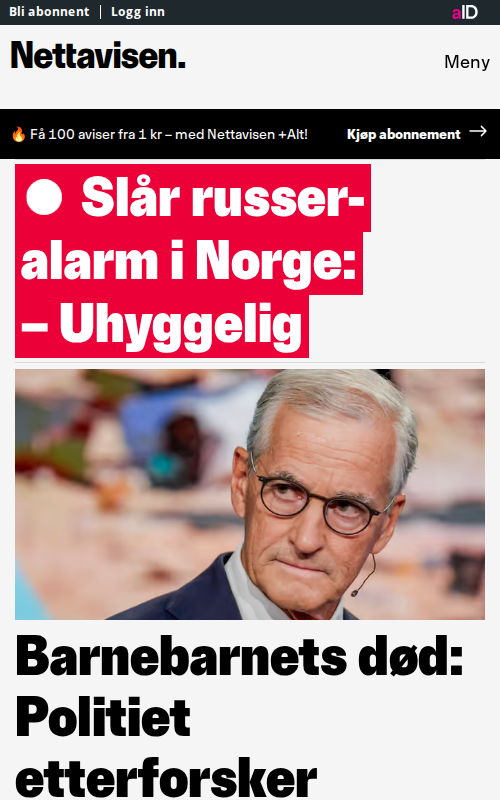 Bli abonnent | Logg inn
aID
Nettavisen.
Meny
🔥 Få 100 aviser fra 1 kr – med Nettavisen +Alt!
Kjøp abonnement →
● Slår russer-
alarm i Norge:
– Uhyggelig
Barnebarnets død:
Politiet
etterforsker